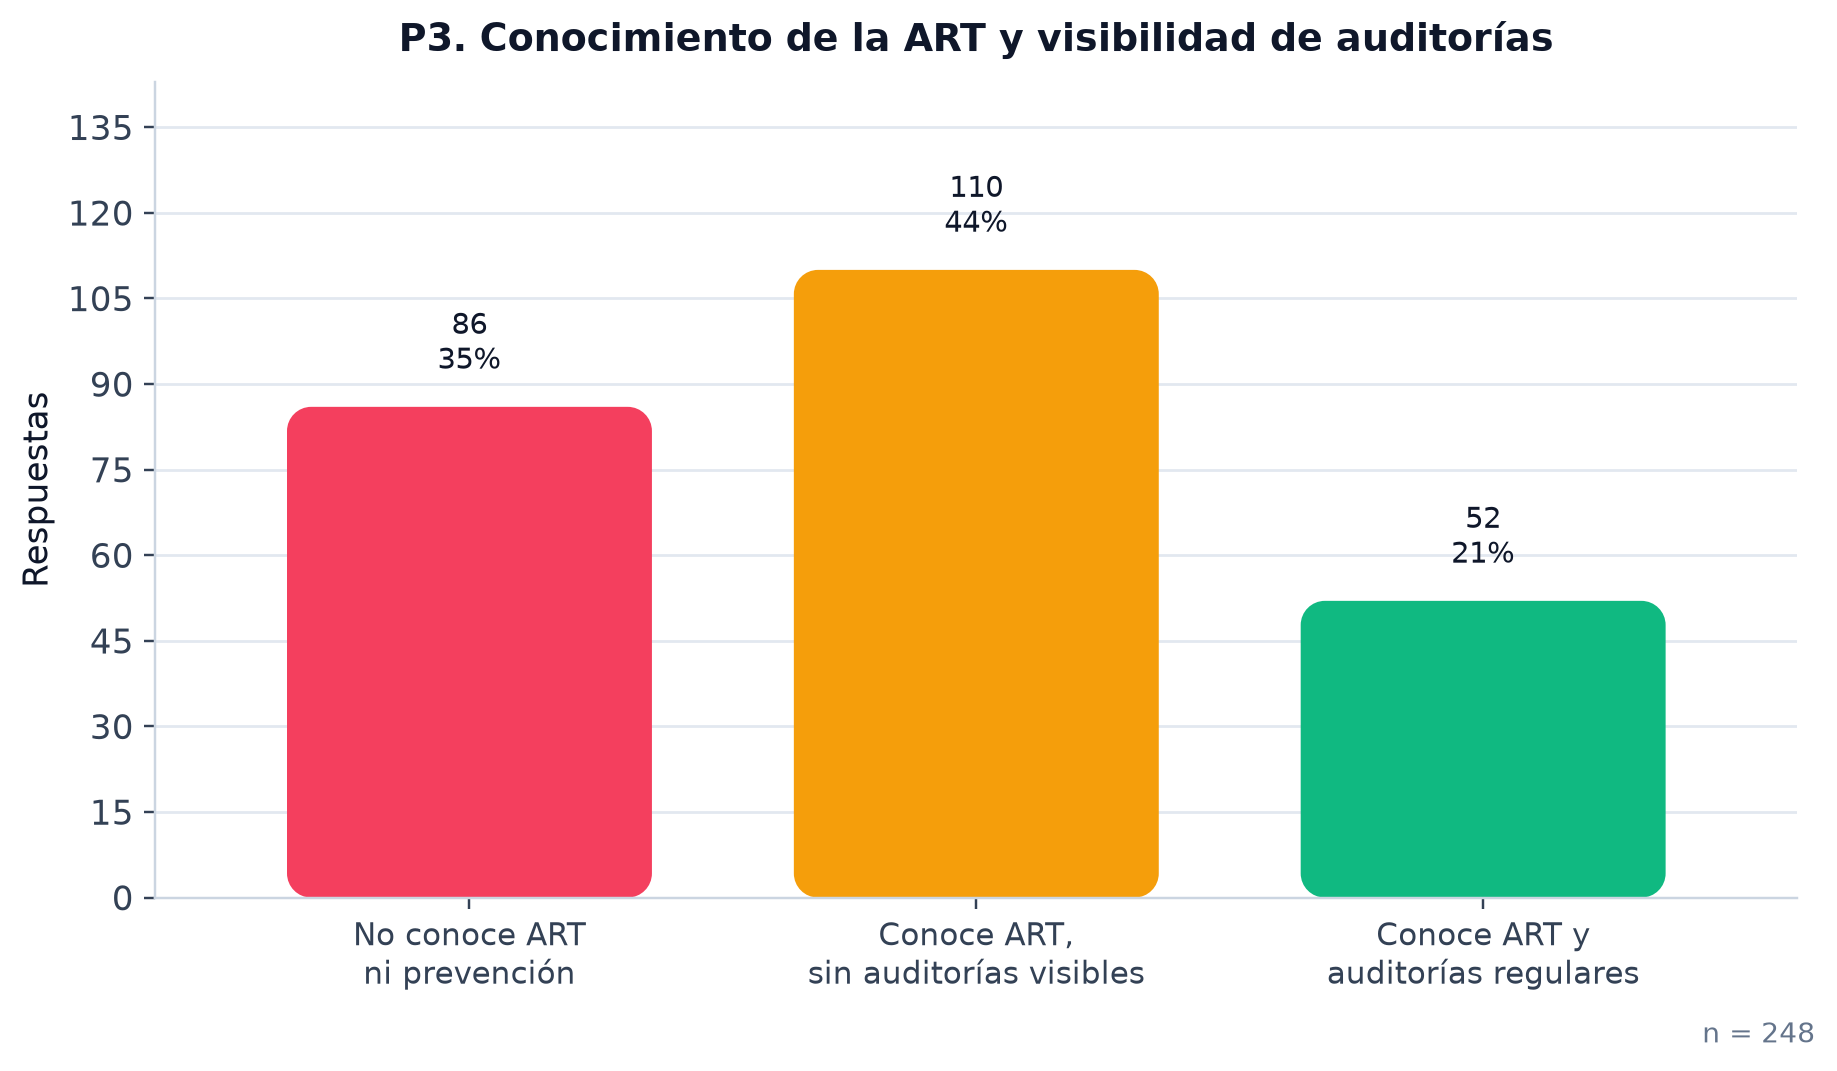 P3. Conocimiento de la ART y visibilidad de auditorías
Respuestas
135
120
105
90
75
60
45
30
15
0
86
35%
110
44%
52
21%
No conoce ART
ni prevención
Conoce ART,
sin auditorías visibles
Conoce ART y
auditorías regulares
n = 248